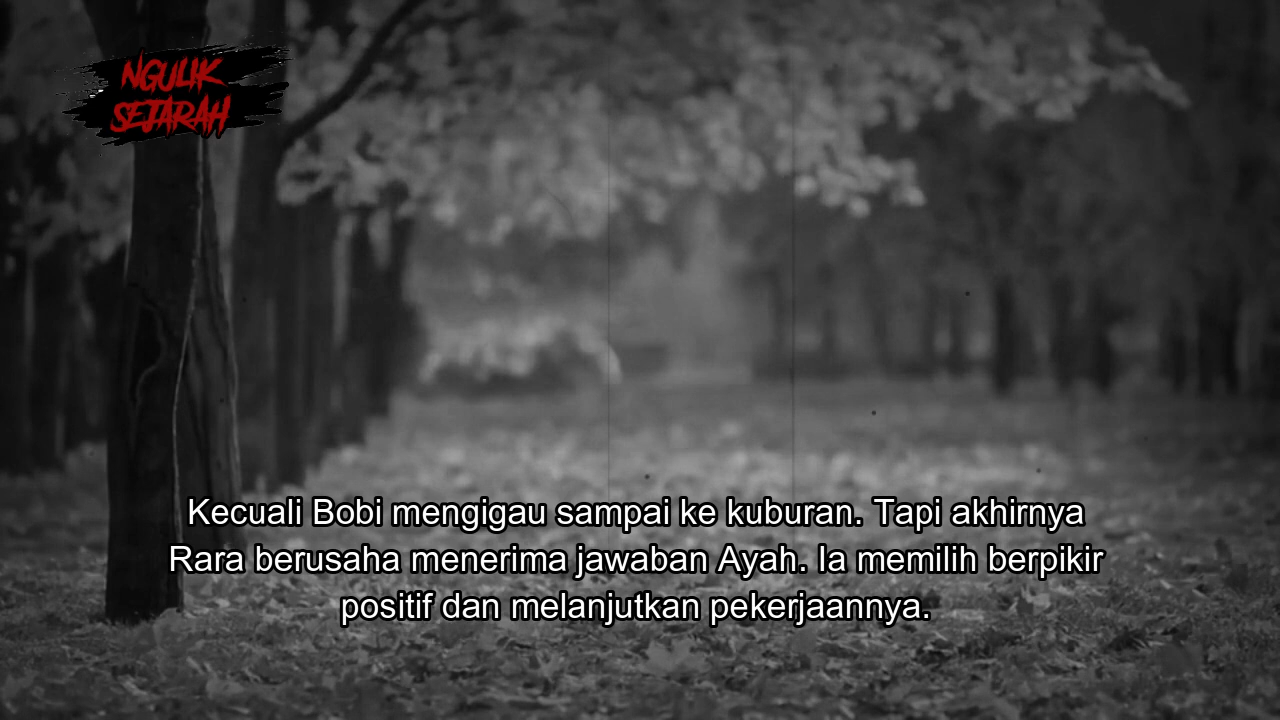 NGULIK
SEJARAH
Kecuali Bobi mengigau sampai ke kuburan. Tapi akhirnya
Rara berusaha menerima jawaban Ayah. Ia memilih berpikir
positif dan melanjutkan pekerjaannya.